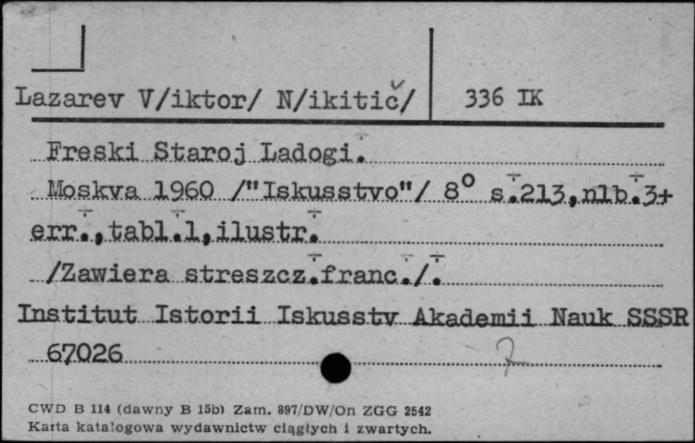 Lazarev V/iktor/ N/ikitič/ 336 IK
Freski Staroj Ladogi.
Moskva 1960 /"Iskusstvo"/ 8° s.213,nlb.3+
err.,tabl.1,ilustr.
/Zawiera streszcz.franc./.
Institut Istorii Iskusstv Akademii Nauk SSSR
67026
CWD B 114 (dawny B 15b) Zam. 897/DW/On ZGG 2542
Karta katalogowa wydawnictw ciągłych i zwartych.